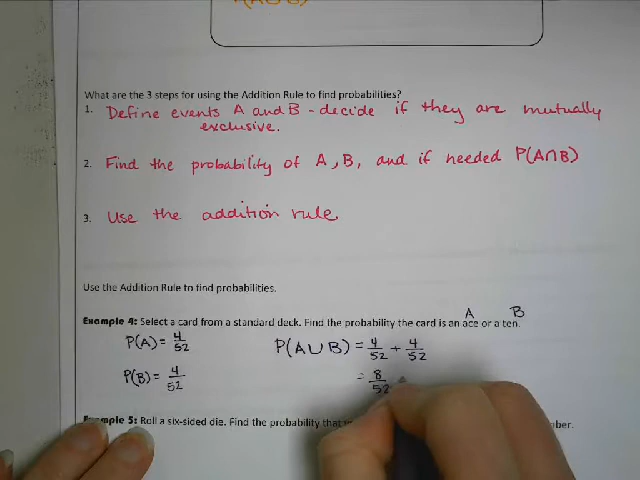 P(A∪B)
What are the 3 steps for using the Addition Rule to find probabilities?
1. Define events A and B - decide if they are mutually
exclusive.
2. Find the probability of A, B, and if needed P(A∩B)
3. Use the addition rule
Use the Addition Rule to find probabilities.
A B
Example 4: Select a card from a standard deck. Find the probability the card is an ace or a ten.
P(A) = 4/52 P(A∪B) = 4/52 + 4/52
P(B) = 4/52 = 8/52
Example 5: Roll a six-sided die. Find the probability that